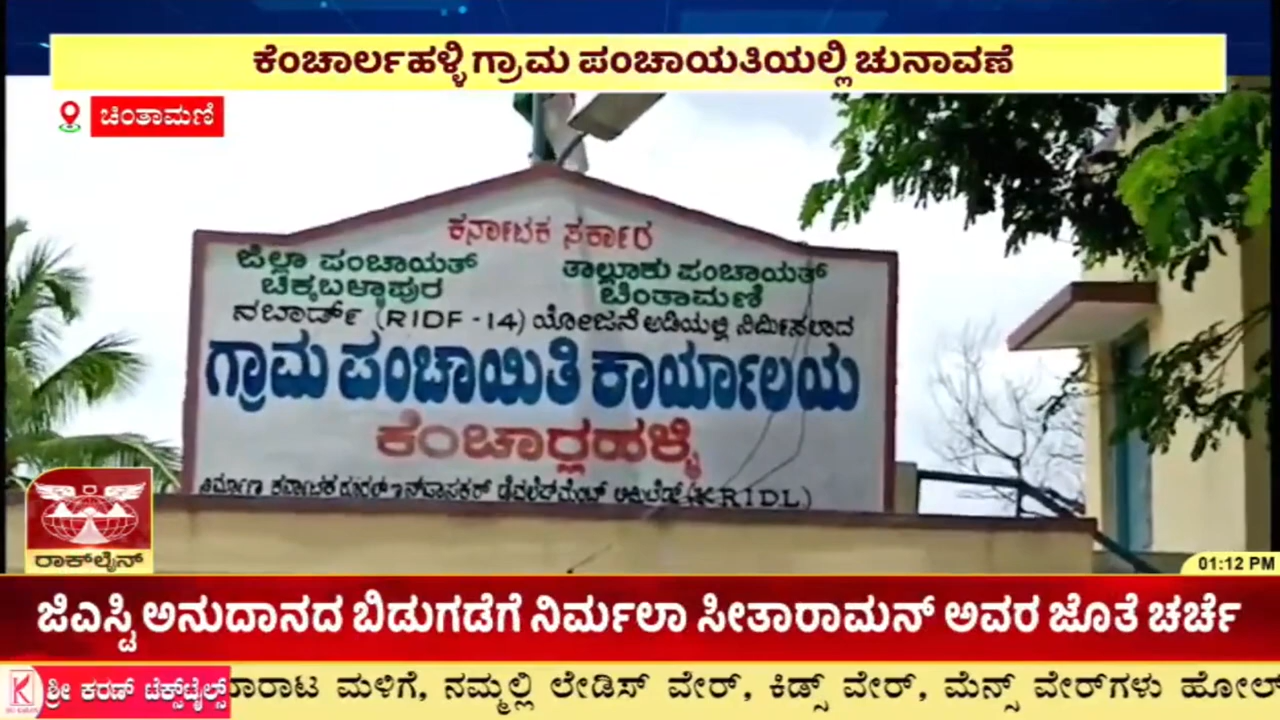 ಕೆಂಚಾರ್ಲಹಳ್ಳಿ ಗ್ರಾಮ ಪಂಚಾಯತಿಯಲ್ಲಿ ಚುನಾವಣೆ
ಚಿಂತಾಮಣಿ
ಕರ್ನಾಟಕ ಸರ್ಕಾರ
ಜಿಲ್ಲಾ ಪಂಚಾಯತ್ ತಾಲ್ಲೂಕು ಪಂಚಾಯತ್
ಚಿಕ್ಕಬಳ್ಳಾಪುರ ಚಿಂತಾಮಣಿ
ನಬಾರ್ಡ್ (RIDF -14) ಯೋಜನೆ ಅಡಿಯಲ್ಲಿ ನಿರ್ಮಿಸಲಾದ
ಗ್ರಾಮ ಪಂಚಾಯಿತಿ ಕಾರ್ಯಾಲಯ
ಕೆಂಚಾರ್ಲಹಳ್ಳಿ
(KRIDL)
ರಾಕ್‌ಲೈನ್
01:12 PM
ಜಿಎಸ್ಟಿ ಅನುದಾನದ ಬಿಡುಗಡೆಗೆ ನಿರ್ಮಲಾ ಸೀತಾರಾಮನ್ ಅವರ ಜೊತೆ ಚರ್ಚೆ
ಶ್ರೀ ಕರಣ್ ಟೆಕ್ಸ್‌ಟೈಲ್ಸ್ ಮಾರಾಟ ಮಳಿಗೆ, ನಮ್ಮಲ್ಲಿ ಲೇಡಿಸ್ ವೇರ್, ಕಿಡ್ಸ್ ವೇರ್, ಮೆನ್ಸ್ ವೇರ್‌ಗಳು ಹೋಲ್